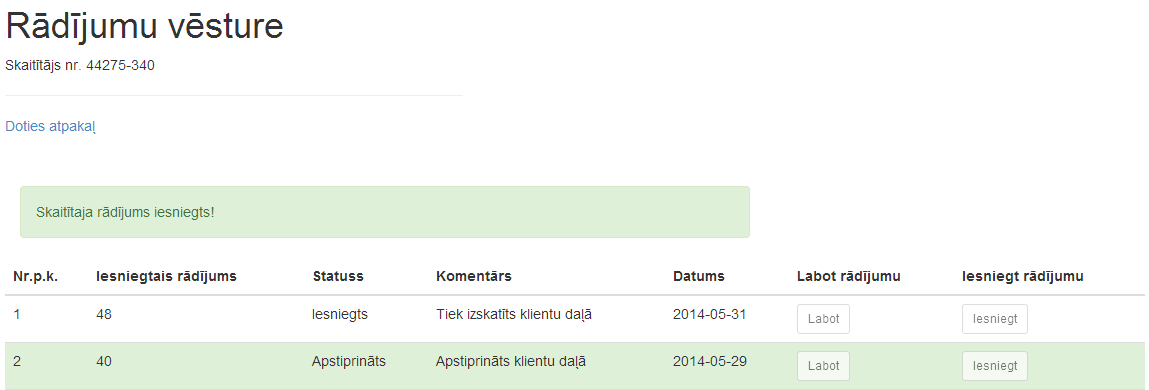 Rādījumu vēsture
Skaitītājs nr. 44275-340
Doties atpakaļ
Skaitītaja rādījums iesniegts!
Nr.p.k. Iesniegtais rādījums Statuss Komentārs Datums Labot rādījumu Iesniegt rādījumu
1 48 Iesniegts Tiek izskatīts klientu daļā 2014-05-31 Labot Iesniegt
2 40 Apstiprināts Apstiprināts klientu daļā 2014-05-29 Labot Iesniegt